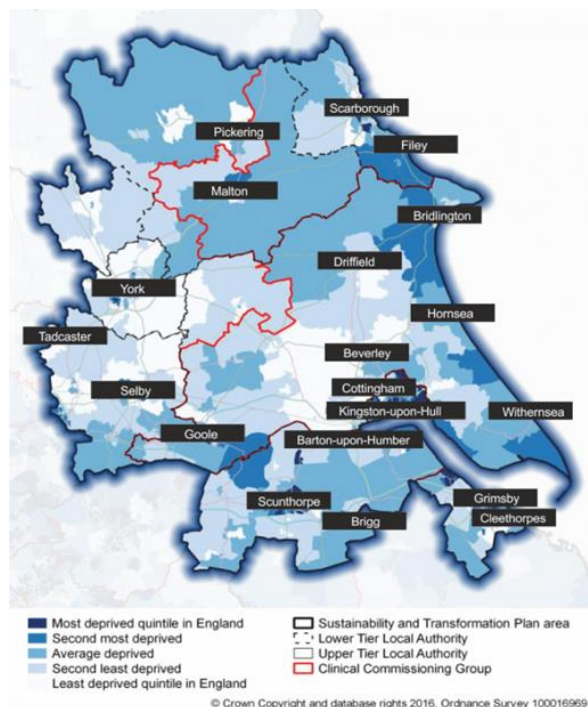 Scarborough
Pickering
Filey
Malton
Bridlington
Driffield
York
Hornsea
Tadcaster
Beverley
Selby
Cottingham
Kingston-upon-Hull
Withernsea
Goole
Barton-upon-Humber
Scunthorpe
Grimsby
Brigg
Cleethorpes
Most deprived quintile in England
Second most deprived
Average deprived
Second least deprived
Least deprived quintile in England
Sustainability and Transformation Plan area
Lower Tier Local Authority
Upper Tier Local Authority
Clinical Commissioning Group
© Crown Copyright and database rights 2016. Ordnance Survey 100016969